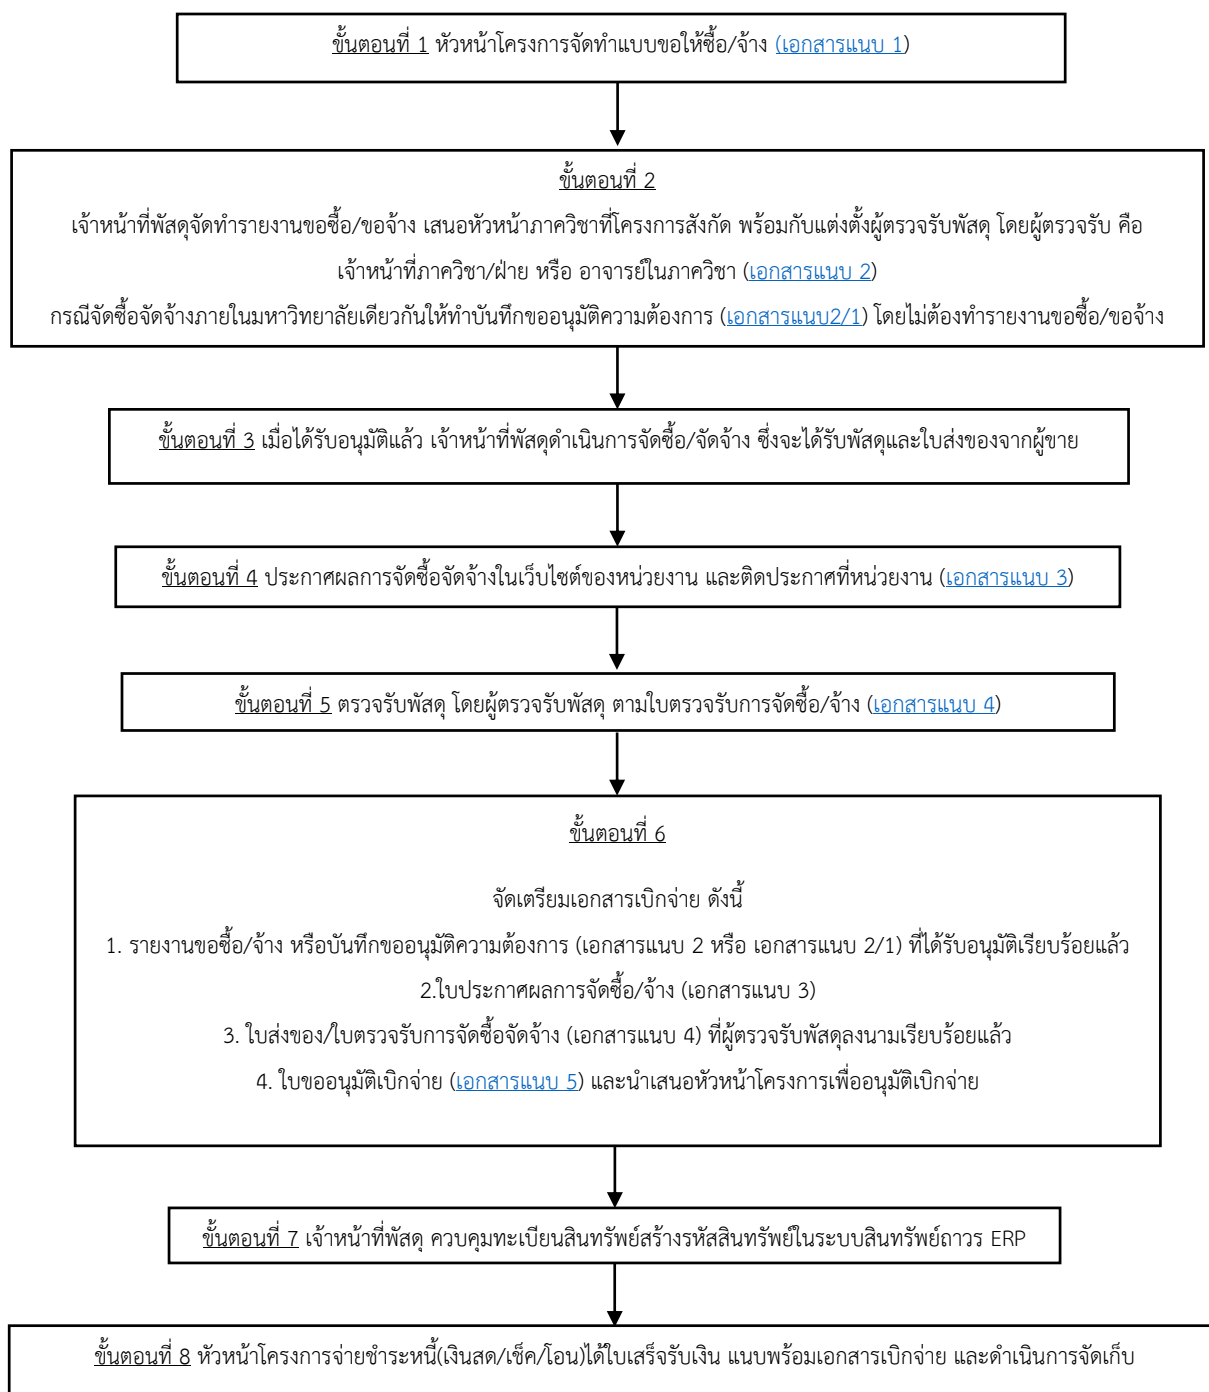 ขั้นตอนที่ 1 หัวหน้าโครงการจัดทำแบบขอให้ซื้อ/จ้าง (เอกสารแนบ 1)
ขั้นตอนที่ 2
เจ้าหน้าที่พัสดุจัดทำรายงานขอซื้อ/ขอจ้าง เสนอหัวหน้าภาควิชาที่โครงการสังกัด พร้อมกับแต่งตั้งผู้ตรวจรับพัสดุ โดยผู้ตรวจรับ คือ
เจ้าหน้าที่ภาควิชา/ฝ่าย หรือ อาจารย์ในภาควิชา (เอกสารแนบ 2)
กรณีจัดซื้อจัดจ้างภายในมหาวิทยาลัยเดียวกันให้ทำบันทึกขออนุมัติความต้องการ (เอกสารแนบ2/1) โดยไม่ต้องทำรายงานขอซื้อ/ขอจ้าง
ขั้นตอนที่ 3 เมื่อได้รับอนุมัติแล้ว เจ้าหน้าที่พัสดุดำเนินการจัดซื้อ/จัดจ้าง ซึ่งจะได้รับพัสดุและใบส่งของจากผู้ขาย
ขั้นตอนที่ 4 ประกาศผลการจัดซื้อจัดจ้างในเว็บไซต์ของหน่วยงาน และติดประกาศที่หน่วยงาน (เอกสารแนบ 3)
ขั้นตอนที่ 5 ตรวจรับพัสดุ โดยผู้ตรวจรับพัสดุ ตามใบตรวจรับการจัดซื้อ/จ้าง (เอกสารแนบ 4)
ขั้นตอนที่ 6
จัดเตรียมเอกสารเบิกจ่าย ดังนี้
1. รายงานขอซื้อ/จ้าง หรือบันทึกขออนุมัติความต้องการ (เอกสารแนบ 2 หรือ เอกสารแนบ 2/1) ที่ได้รับอนุมัติเรียบร้อยแล้ว
2.ใบประกาศผลการจัดซื้อ/จ้าง (เอกสารแนบ 3)
3. ใบส่งของ/ใบตรวจรับการจัดซื้อจัดจ้าง (เอกสารแนบ 4) ที่ผู้ตรวจรับพัสดุลงนามเรียบร้อยแล้ว
4. ใบขออนุมัติเบิกจ่าย (เอกสารแนบ 5) และนำเสนอหัวหน้าโครงการเพื่ออนุมัติเบิกจ่าย
ขั้นตอนที่ 7 เจ้าหน้าที่พัสดุ ควบคุมทะเบียนสินทรัพย์สร้างรหัสสินทรัพย์ในระบบสินทรัพย์ถาวร ERP
ขั้นตอนที่ 8 หัวหน้าโครงการจ่ายชำระหนี้(เงินสด/เช็ค/โอน)ได้ใบเสร็จรับเงิน แนบพร้อมเอกสารเบิกจ่าย และดำเนินการจัดเก็บ